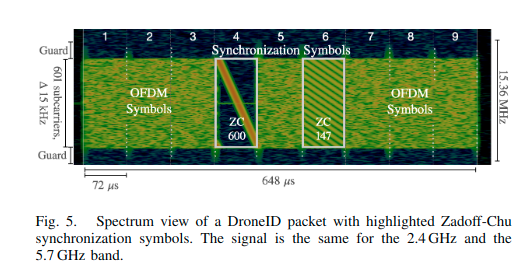 1 2 3 4 5 6 7 8 9
Guard
Synchronization Symbols
601 subcarriers,
Δ 15 kHz
OFDM
Symbols
ZC
600
ZC
147
OFDM
Symbols
15.36 MHz
Guard
72 μs
648 μs
Fig. 5. Spectrum view of a DroneID packet with highlighted Zadoff-Chu
synchronization symbols. The signal is the same for the 2.4 GHz and the
5.7 GHz band.